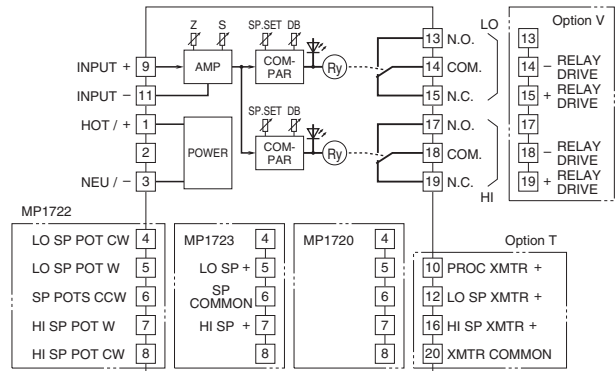 Z S SP.SET DB LO Option V
13 N.O. 13
INPUT + 9 AMP COM-
PAR Ry 14 COM. 14 − RELAY
DRIVE
INPUT − 11 15 N.C. 15 + RELAY
DRIVE
HOT / + 1 SP.SET DB 17 N.O. 17
2 POWER COM-
PAR Ry 18 COM. 18 − RELAY
DRIVE
NEU / − 3 19 N.C. 19 + RELAY
DRIVE
HI
MP1722
LO SP POT CW 4
LO SP POT W 5
SP POTS CCW 6
HI SP POT W 7
HI SP POT CW 8
MP1723 4
LO SP + 5
SP
COMMON 6
HI SP + 7
8
MP1720 4
5
6
7
8
Option T
10 PROC XMTR +
12 LO SP XMTR +
16 HI SP XMTR +
20 XMTR COMMON